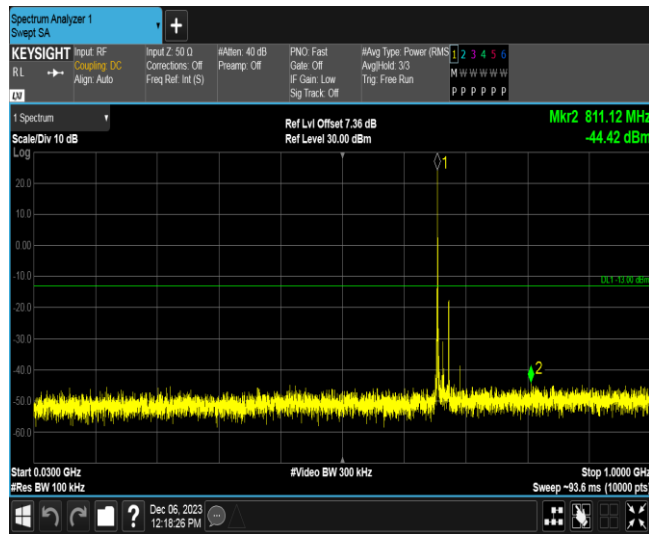 Spectrum Analyzer 1
Swept SA
+
KEYSIGHT
RL
LXI
Input: RF
Coupling: DC
Align: Auto
Input Z: 50 Ω
Corrections: Off
Freq Ref: Int (S)
#Atten: 40 dB
Preamp: Off
PNO: Fast
Gate: Off
IF Gain: Low
Sig Track: Off
#Avg Type: Power (RMS
Avg|Hold: 3/3
Trig: Free Run
1 2 3 4 5 6
M W W W W W
P P P P P P
1 Spectrum
Scale/Div 10 dB
Log
Ref Lvl Offset 7.36 dB
Ref Level 30.00 dBm
Mkr2 811.12 MHz
-44.42 dBm
1
20.0
10.0
0.00
-10.0
DL1 -13.00 dBm
-20.0
-30.0
-40.0
2
-50.0
-60.0
Start 0.0300 GHz
#Res BW 100 kHz
#Video BW 300 kHz
Stop 1.0000 GHz
Sweep ~93.6 ms (10000 pts)
?
Dec 06, 2023
12:18:26 PM